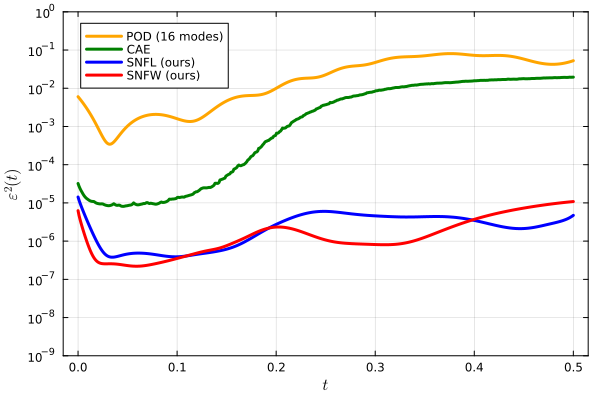 10⁰
10⁻¹
10⁻²
10⁻³
10⁻⁴
10⁻⁵
10⁻⁶
10⁻⁷
10⁻⁸
10⁻⁹
ε²(t)
POD (16 modes)
CAE
SNFL (ours)
SNFW (ours)
0.0 0.1 0.2 0.3 0.4 0.5
t